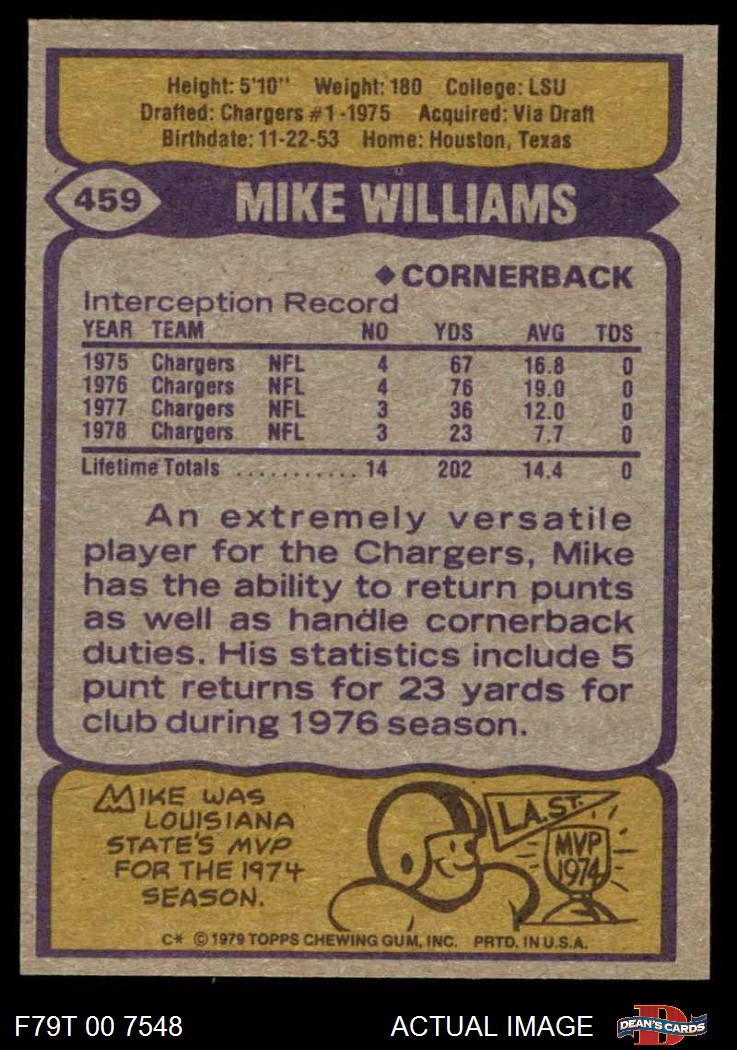 Height: 5'10" Weight: 180 College: LSU
Drafted: Chargers #1-1975 Acquired: Via Draft
Birthdate: 11-22-53 Home: Houston, Texas
459 MIKE WILLIAMS
◆ CORNERBACK
Interception Record
YEAR TEAM NO YDS AVG TDS
1975 Chargers NFL 4 67 16.8 0
1976 Chargers NFL 4 76 19.0 0
1977 Chargers NFL 3 36 12.0 0
1978 Chargers NFL 3 23 7.7 0
Lifetime Totals ........... 14 202 14.4 0
An extremely versatile
player for the Chargers, Mike
has the ability to return punts
as well as handle cornerback
duties. His statistics include 5
punt returns for 23 yards for
club during 1976 season.
MIKE WAS
LOUISIANA
STATE'S MVP
FOR THE 1974
SEASON.
LA. ST.
MVP
1974
C* © 1979 TOPPS CHEWING GUM, INC. PRTD. IN U.S.A.
F79T 00 7548 ACTUAL IMAGE D DEAN'S CARDS